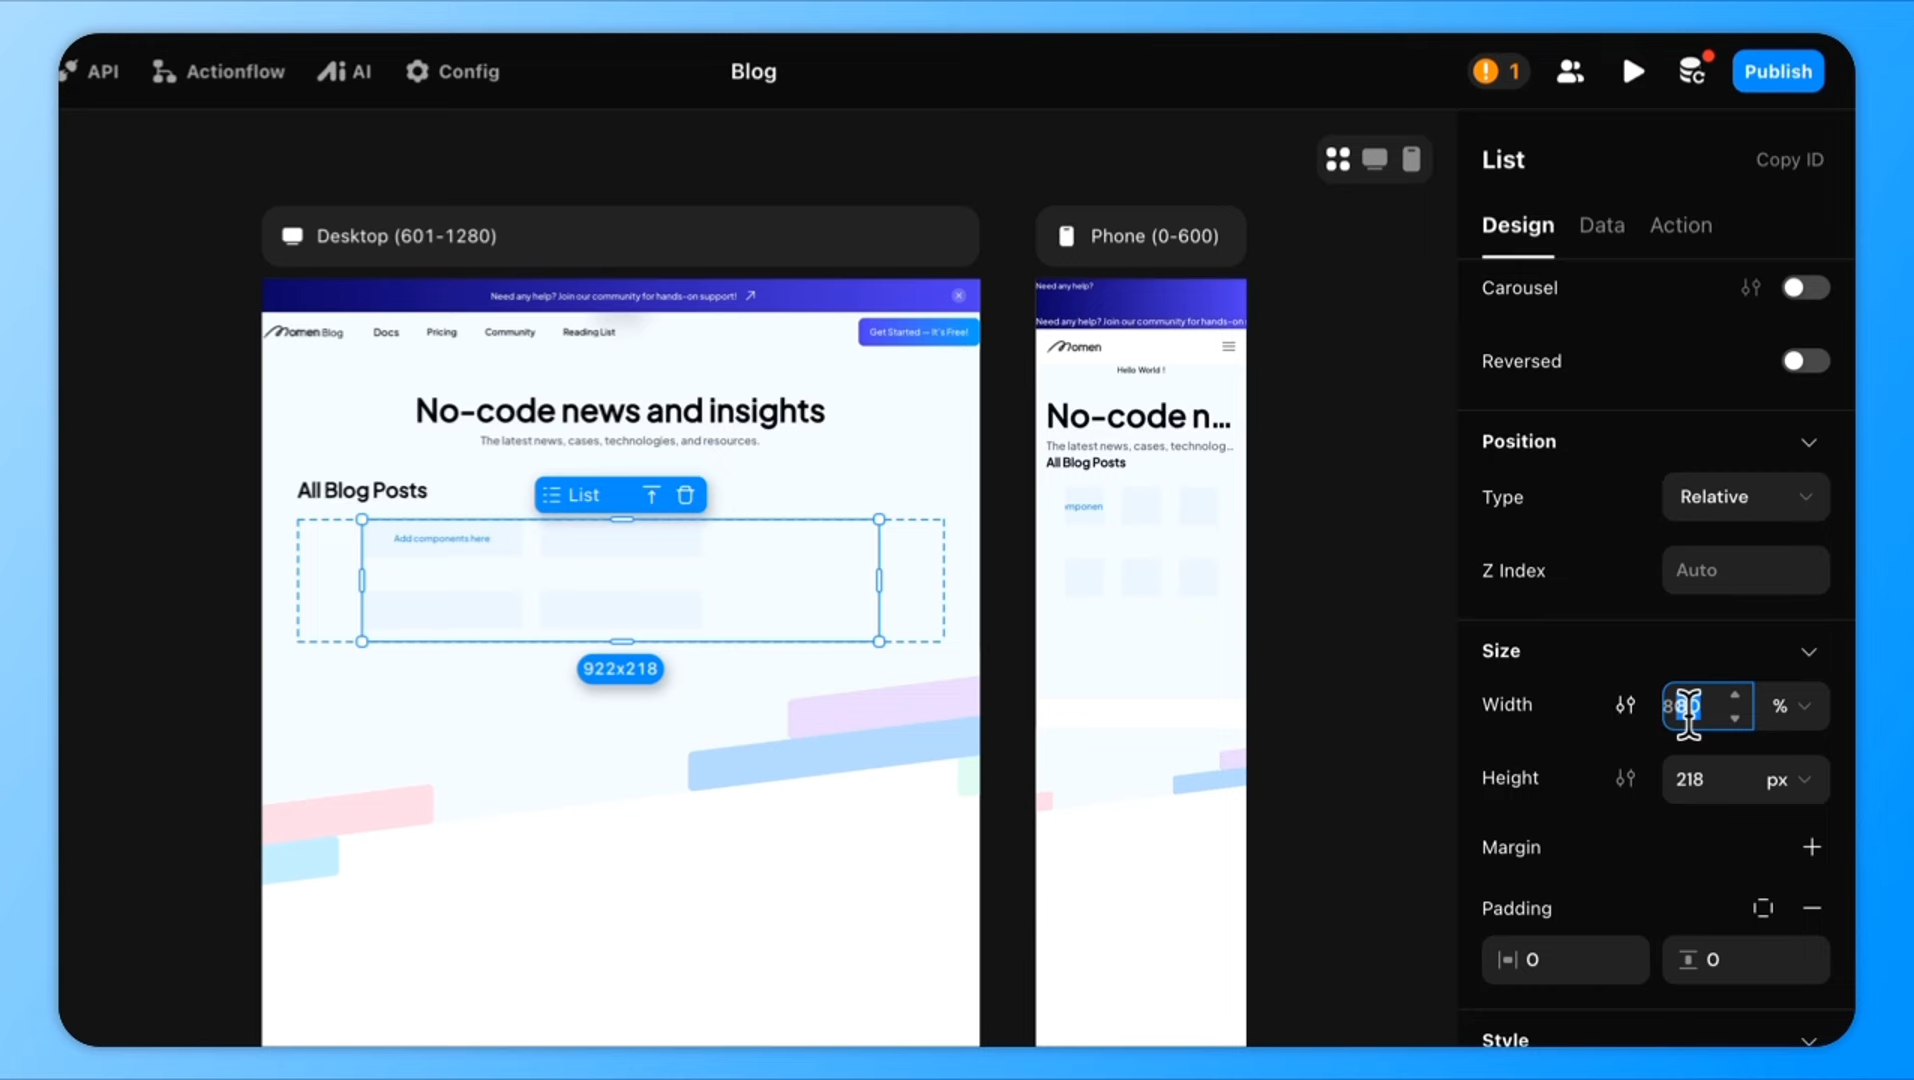 API
Actionflow
AI
Config
Blog
1
Publish
Desktop (601-1280)
Need any help? Join our community for hands-on support!
Momen Blog
Docs
Pricing
Community
Reading List
Get Started — It's Free!
No-code news and insights
The latest news, cases, technologies, and resources.
All Blog Posts
List
Add components here
922x218
Phone (0-600)
Need any help?
Need any help? Join our community for hands-on
Momen
Hello World !
No-code n...
The latest news, cases, technolog...
All Blog Posts
mponen
List
Copy ID
Design
Data
Action
Carousel
Reversed
Position
Type
Relative
Z Index
Auto
Size
Width
%
Height
218
px
Margin
Padding
0
0
Style